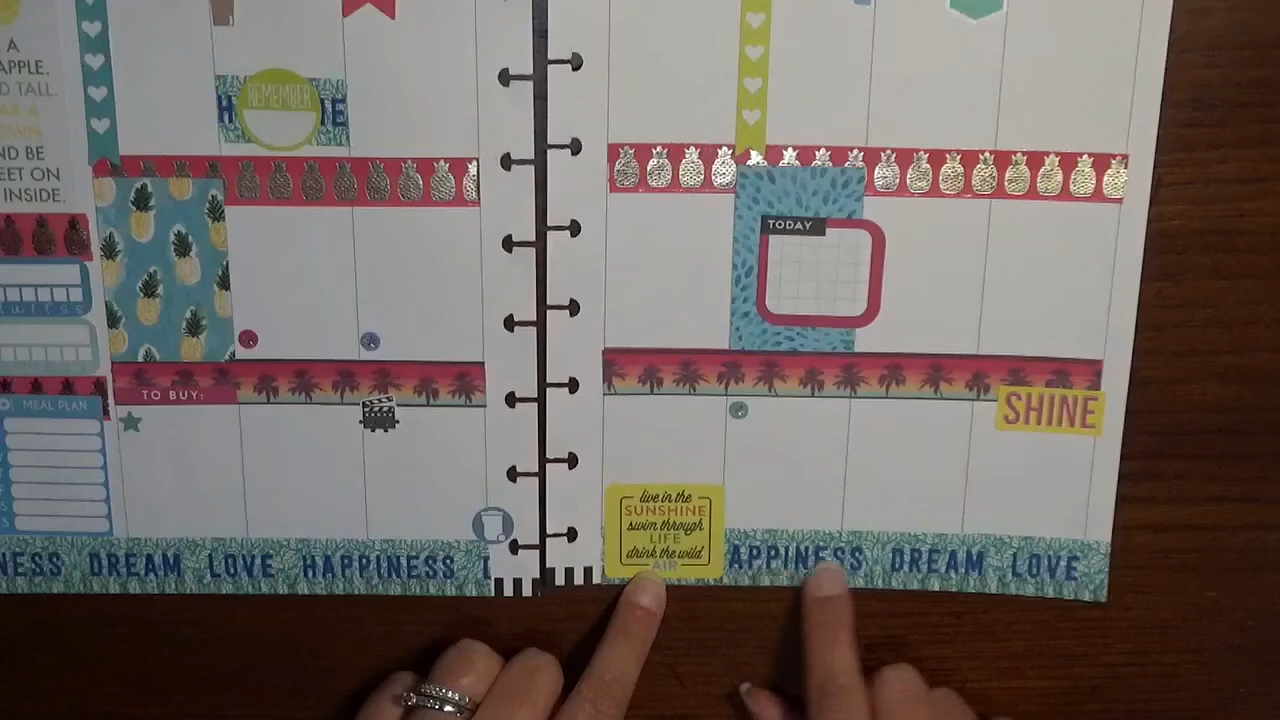 A
APPLE.
TALL.
A
ND BE
EET ON
INSIDE.
MEAL PLAN
REMEMBER
H
E
TO BUY:
TODAY
SHINE
live in the
SUNSHINE
swim through
LIFE
drink the wild
AIR
NESS DREAM LOVE HAPPINESS
APPINESS DREAM LOVE